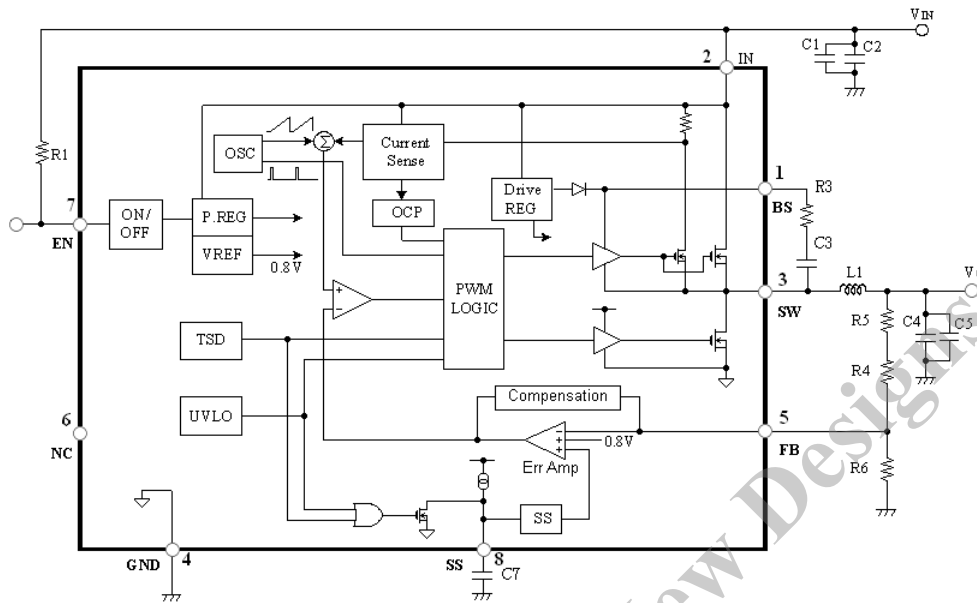 VIN
C1
C2
2
IN
R1
OSC
Σ
Current
Sense
1
BS
R3
7
EN
ON/
OFF
P.REG
VREF
0.8V
OCP
Drive
REG
C3
PWM
LOGIC
3
SW
L1
R5
C4
C5
R4
TSD
UVLO
6
NC
Compensation
5
FB
0.8V
Err Amp
R6
SS
4
GND
8
SS
C7
ew Designs